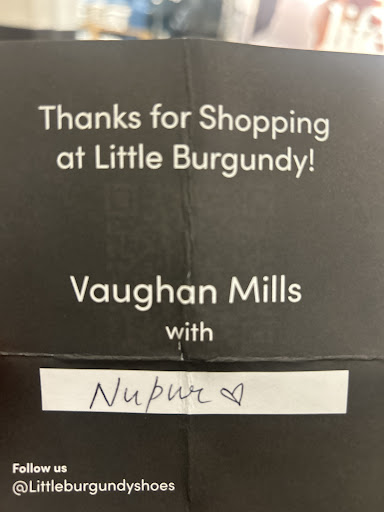 Thanks for Shopping
at Little Burgundy!
Vaughan Mills
with
Nupur ♡
Follow us
@Littleburgundyshoes